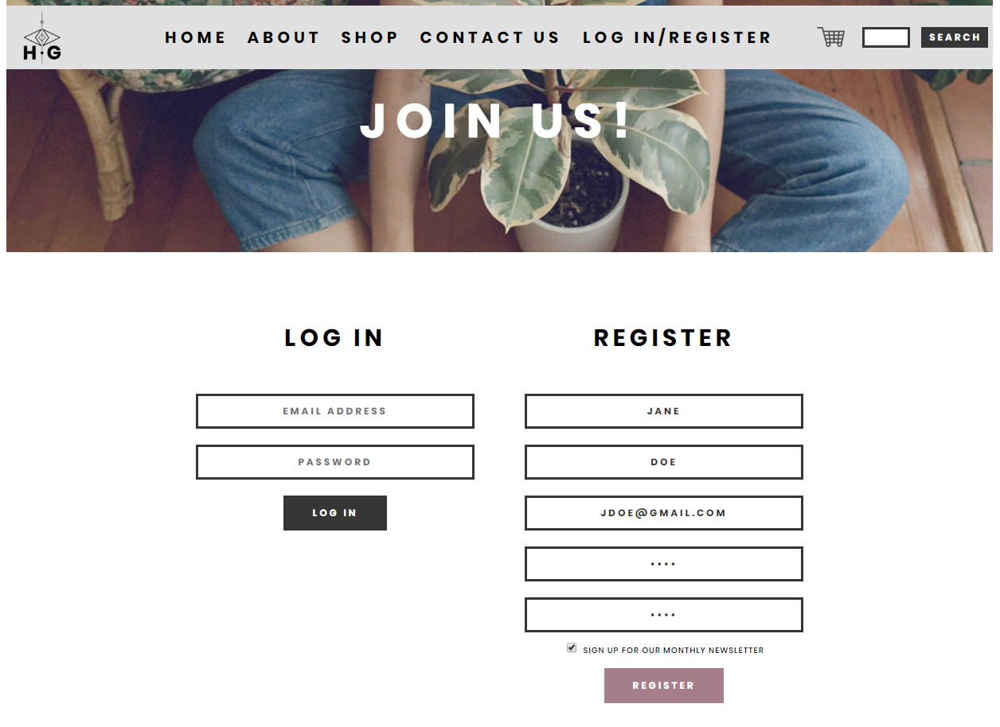 H·G
HOME ABOUT SHOP CONTACT US LOG IN/REGISTER SEARCH
JOIN US!
LOG IN
EMAIL ADDRESS
PASSWORD
LOG IN
REGISTER
JANE
DOE
JDOE@GMAIL.COM
••••
••••
SIGN UP FOR OUR MONTHLY NEWSLETTER
REGISTER